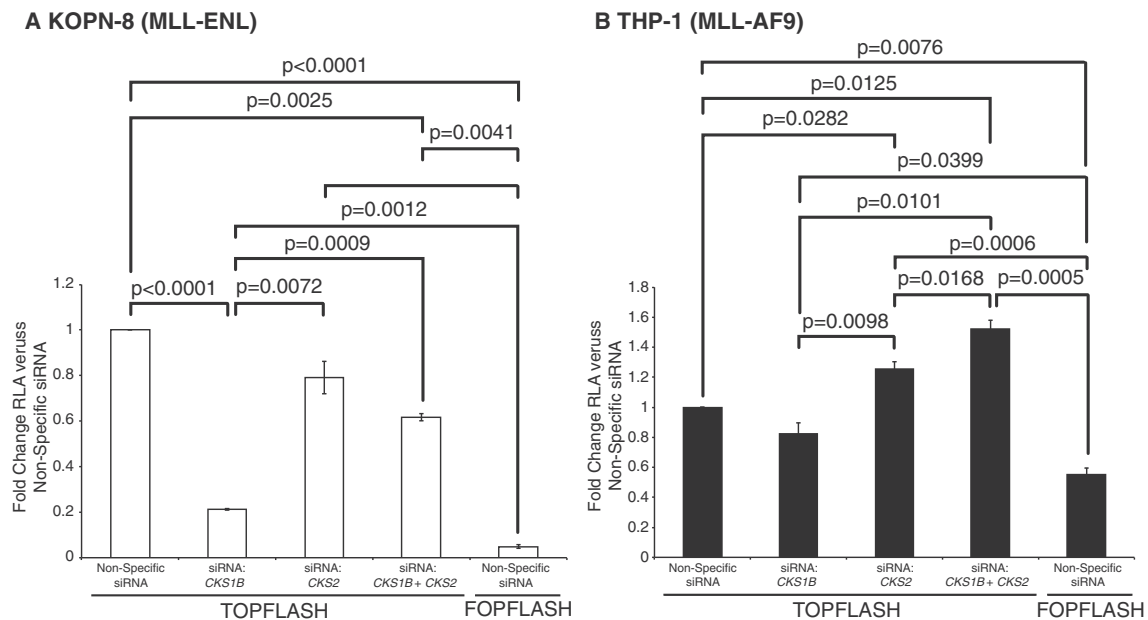 A KOPN-8 (MLL-ENL)
p<0.0001
p=0.0025
p=0.0041
p=0.0012
p=0.0009
p<0.0001
p=0.0072
Fold Change RLA veruss
Non-Specific siRNA
1.2
1
0.8
0.6
0.4
0.2
0
Non-Specific
siRNA
siRNA:
CKS1B
siRNA:
CKS2
siRNA:
CKS1B + CKS2
Non-Specific
siRNA
TOPFLASH
FOPFLASH
B THP-1 (MLL-AF9)
p=0.0076
p=0.0125
p=0.0282
p=0.0399
p=0.0101
p=0.0006
p=0.0168
p=0.0005
p=0.0098
Fold Change RLA veruss
Non-Specific siRNA
1.8
1.6
1.4
1.2
1
0.8
0.6
0.4
0.2
0
Non-Specific
siRNA
siRNA:
CKS1B
siRNA:
CKS2
siRNA:
CKS1B + CKS2
Non-Specific
siRNA
TOPFLASH
FOPFLASH